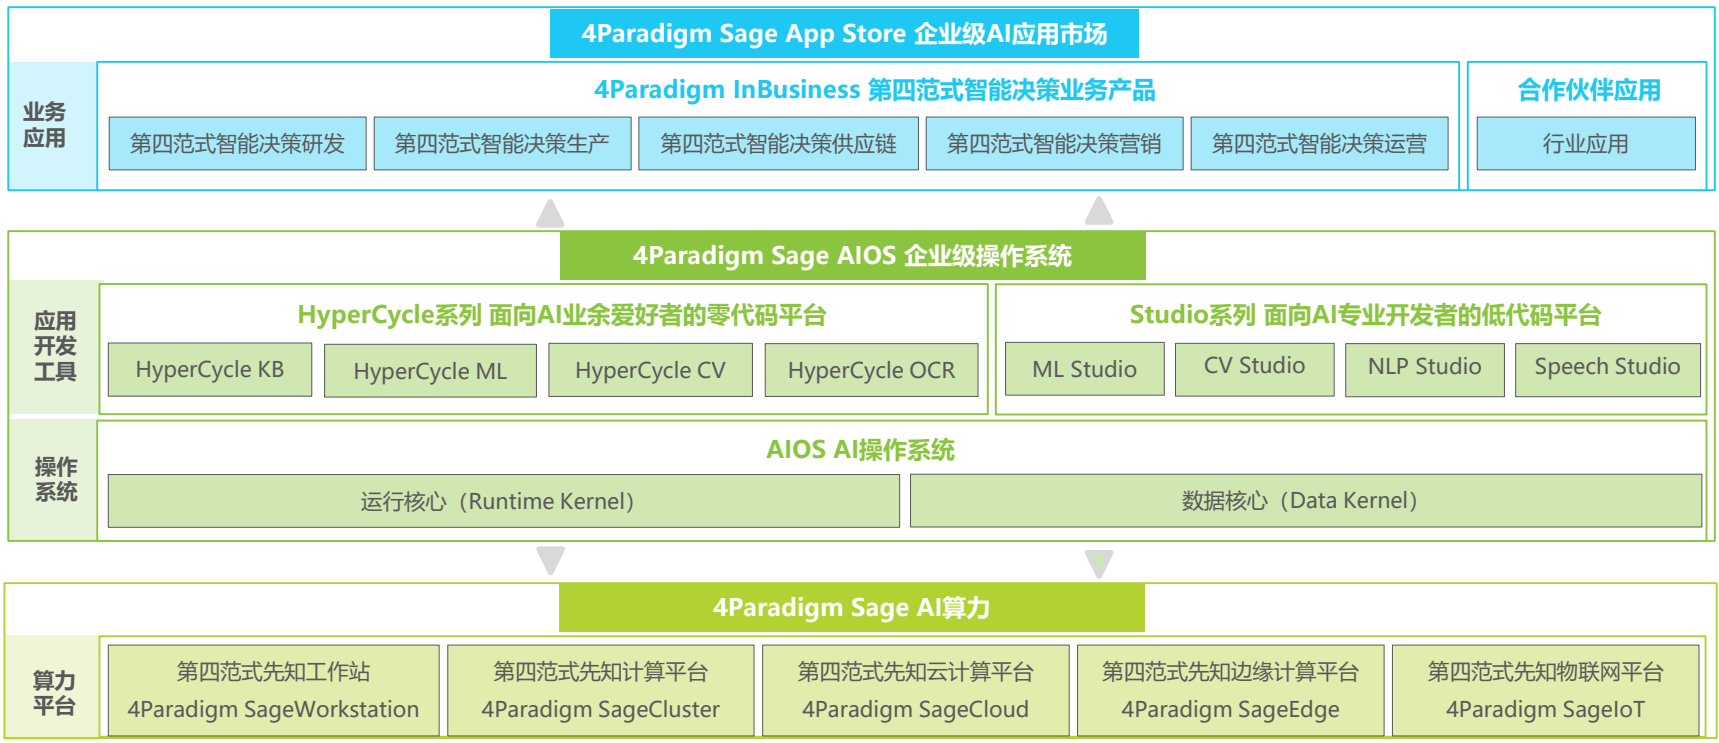 4Paradigm Sage App Store 企业级AI应用市场
业务
应用
4Paradigm InBusiness 第四范式智能决策业务产品
合作伙伴应用
第四范式智能决策研发
第四范式智能决策生产
第四范式智能决策供应链
第四范式智能决策营销
第四范式智能决策运营
行业应用
4Paradigm Sage AIOS 企业级操作系统
应用
开发
工具
HyperCycle系列 面向AI业余爱好者的零代码平台
Studio系列 面向AI专业开发者的低代码平台
HyperCycle KB
HyperCycle ML
HyperCycle CV
HyperCycle OCR
ML Studio
CV Studio
NLP Studio
Speech Studio
操作
系统
AIOS AI操作系统
运行核心（Runtime Kernel）
数据核心（Data Kernel）
4Paradigm Sage AI算力
算力
平台
第四范式先知工作站
4Paradigm SageWorkstation
第四范式先知计算平台
4Paradigm SageCluster
第四范式先知云计算平台
4Paradigm SageCloud
第四范式先知边缘计算平台
4Paradigm SageEdge
第四范式先知物联网平台
4Paradigm SageIoT